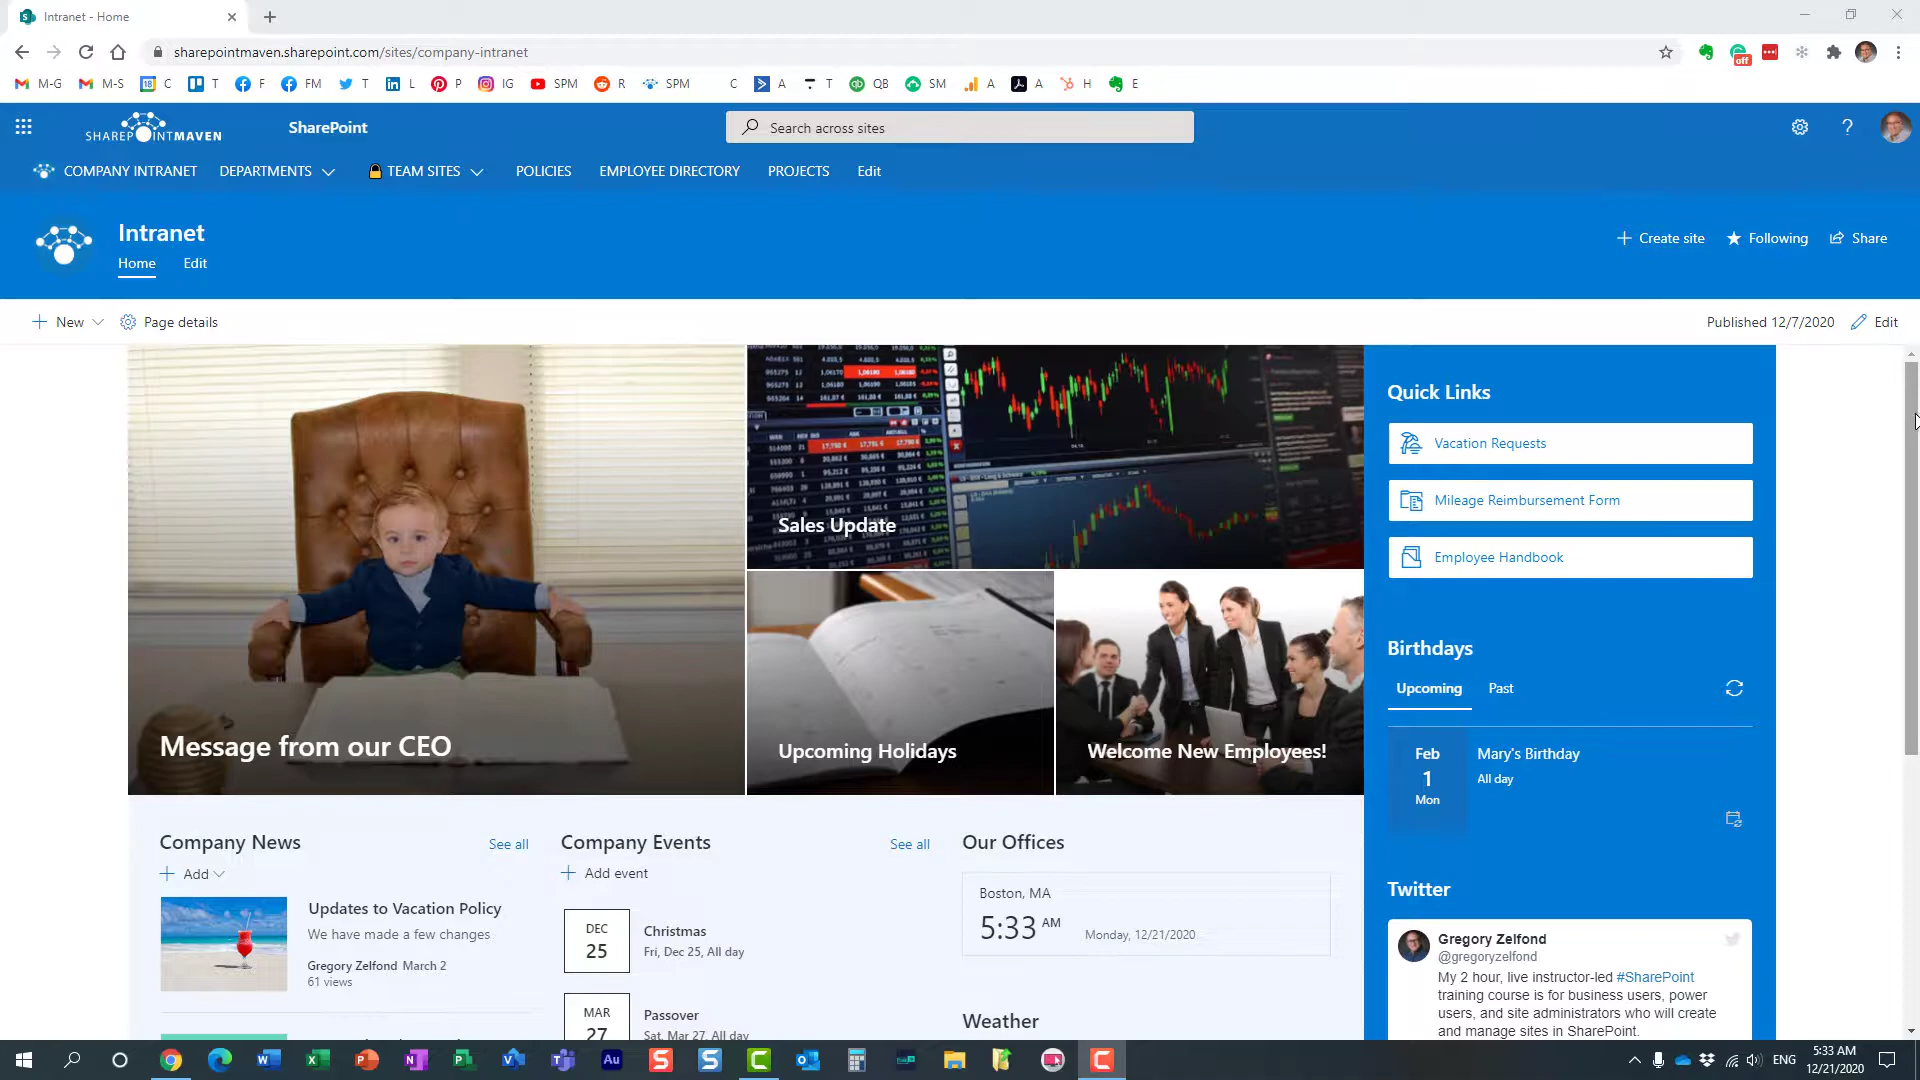 Intranet - Home
sharepointmaven.sharepoint.com/sites/company-intranet
M-G M-S C T F FM T L P IG SPM R SPM C A T QB SM A A H E
off
SHAREPOINTMAVEN SharePoint Search across sites
COMPANY INTRANET DEPARTMENTS TEAM SITES POLICIES EMPLOYEE DIRECTORY PROJECTS Edit
Intranet
Home Edit
Create site Following Share
New Page details
Published 12/7/2020 Edit
Message from our CEO
Sales Update
Upcoming Holidays
Welcome New Employees!
Quick Links
Vacation Requests
Mileage Reimbursement Form
Employee Handbook
Birthdays
Upcoming Past
Feb
1
Mon
Mary's Birthday
All day
Twitter
Gregory Zelfond
@gregoryzelfond
My 2 hour, live instructor-led #SharePoint
training course is for business users, power
users, and site administrators who will create
and manage sites in SharePoint.
Company News See all
Add
Updates to Vacation Policy
We have made a few changes
Gregory Zelfond March 2
61 views
Company Events See all
Add event
DEC
25
Christmas
Fri, Dec 25, All day
MAR
27
Passover
Sat, Mar 27, All day
Our Offices
Boston, MA
5:33 AM Monday, 12/21/2020
Weather
ENG
5:33 AM
12/21/2020